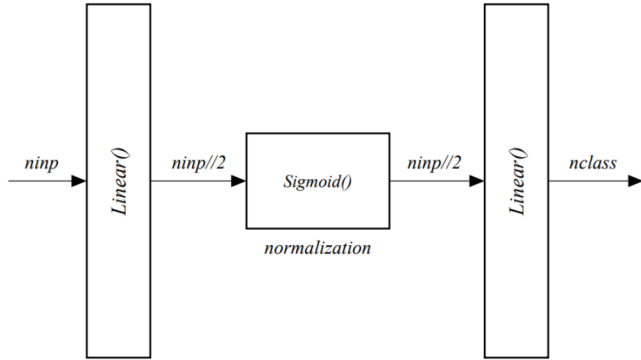 ninp
Linear()
ninp//2
Sigmoid()
normalization
ninp//2
Linear()
nclass